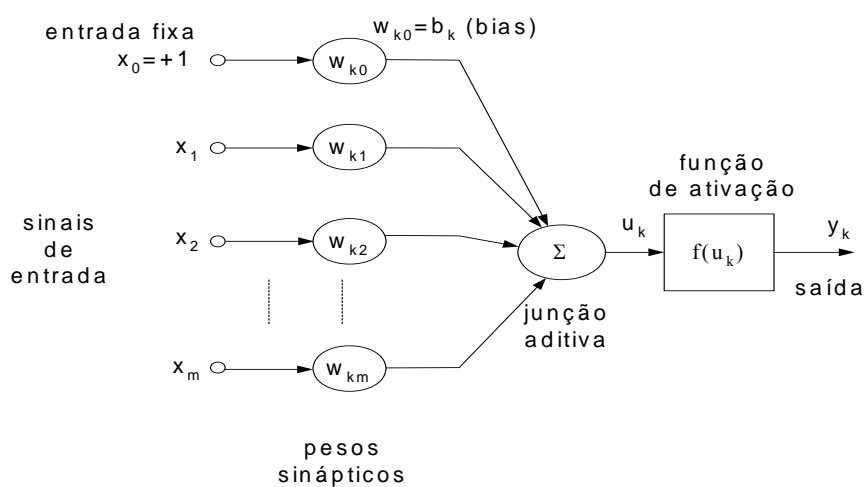 entrada fixa
x0=+1
wk0=bk (bias)
wk0
x1
wk1
função
de ativação
sinais
de
entrada
x2
wk2
Σ
uk
f(uk)
yk
saída
junção
aditiva
xm
wkm
pesos
sinápticos